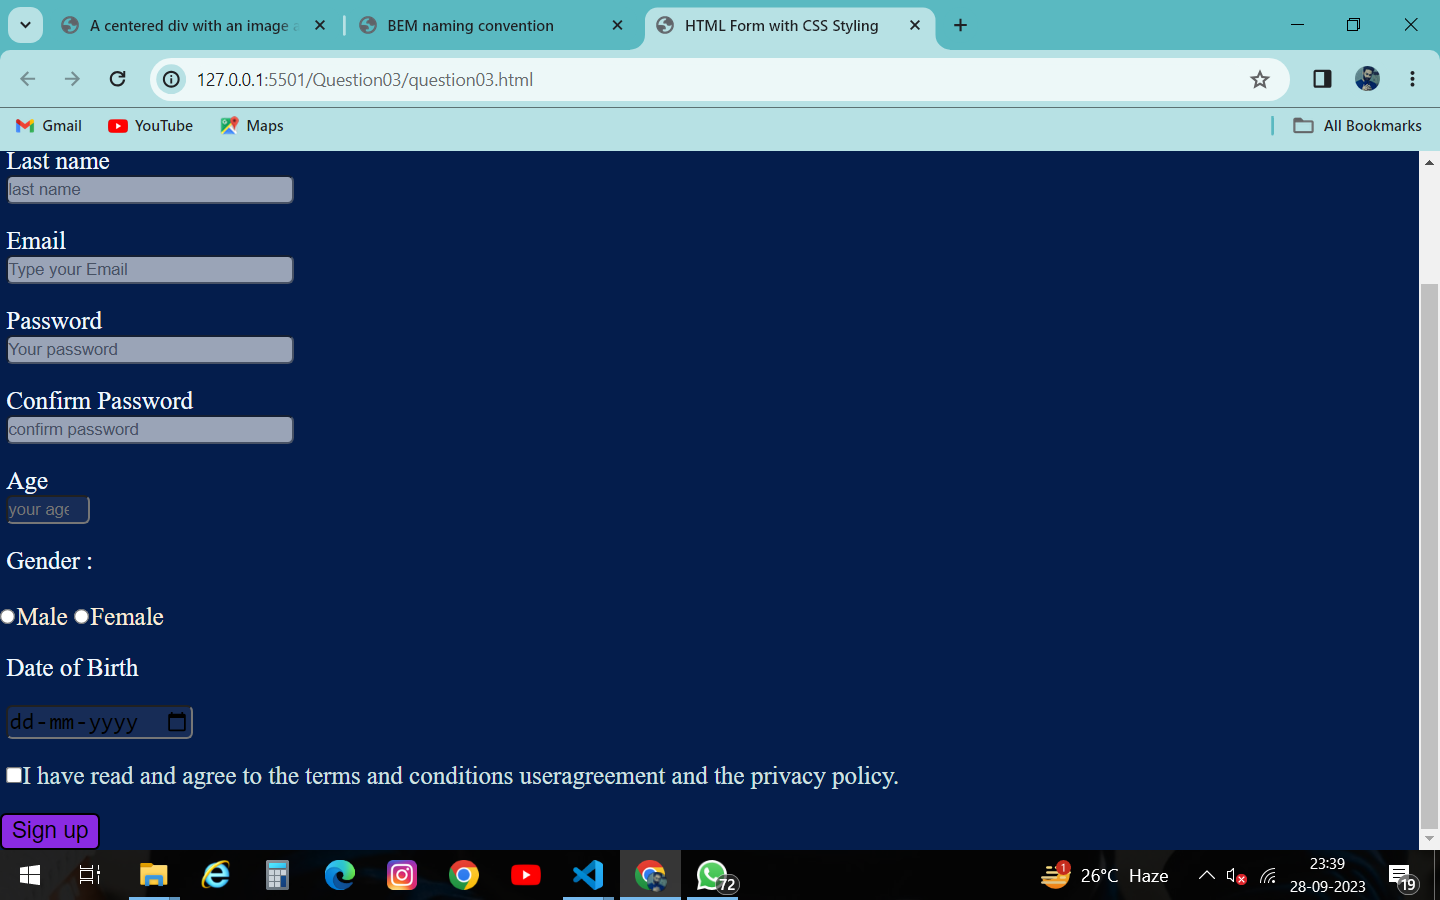 A centered div with an image a
BEM naming convention
HTML Form with CSS Styling
127.0.0.1:5501/Question03/question03.html
Gmail
YouTube
Maps
All Bookmarks
Last name
last name
Email
Type your Email
Password
Your password
Confirm Password
confirm password
Age
your age
Gender :
Male Female
Date of Birth
dd-mm-yyyy
I have read and agree to the terms and conditions useragreement and the privacy policy.
Sign up
72
1
26°C Haze
23:39
28-09-2023
19